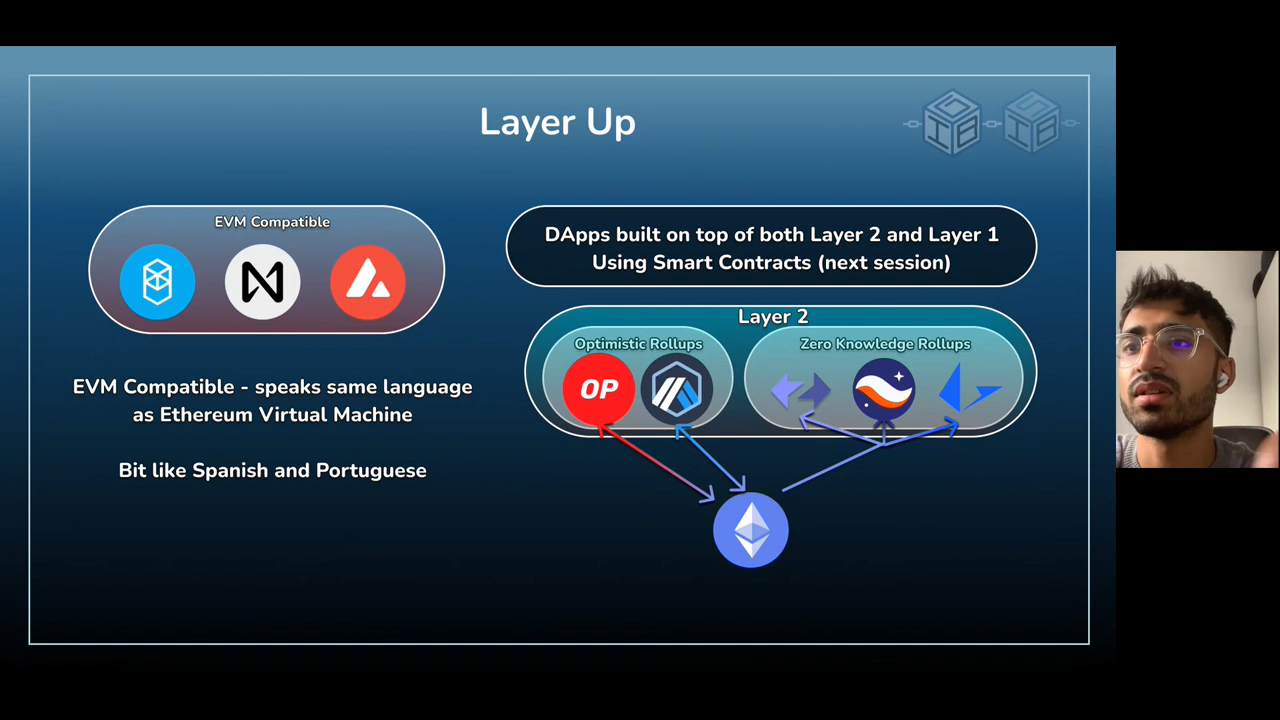 Layer Up
EVM Compatible
EVM Compatible - speaks same language
as Ethereum Virtual Machine
Bit like Spanish and Portuguese
DApps built on top of both Layer 2 and Layer 1
Using Smart Contracts (next session)
Layer 2
Optimistic Rollups
Zero Knowledge Rollups
OP